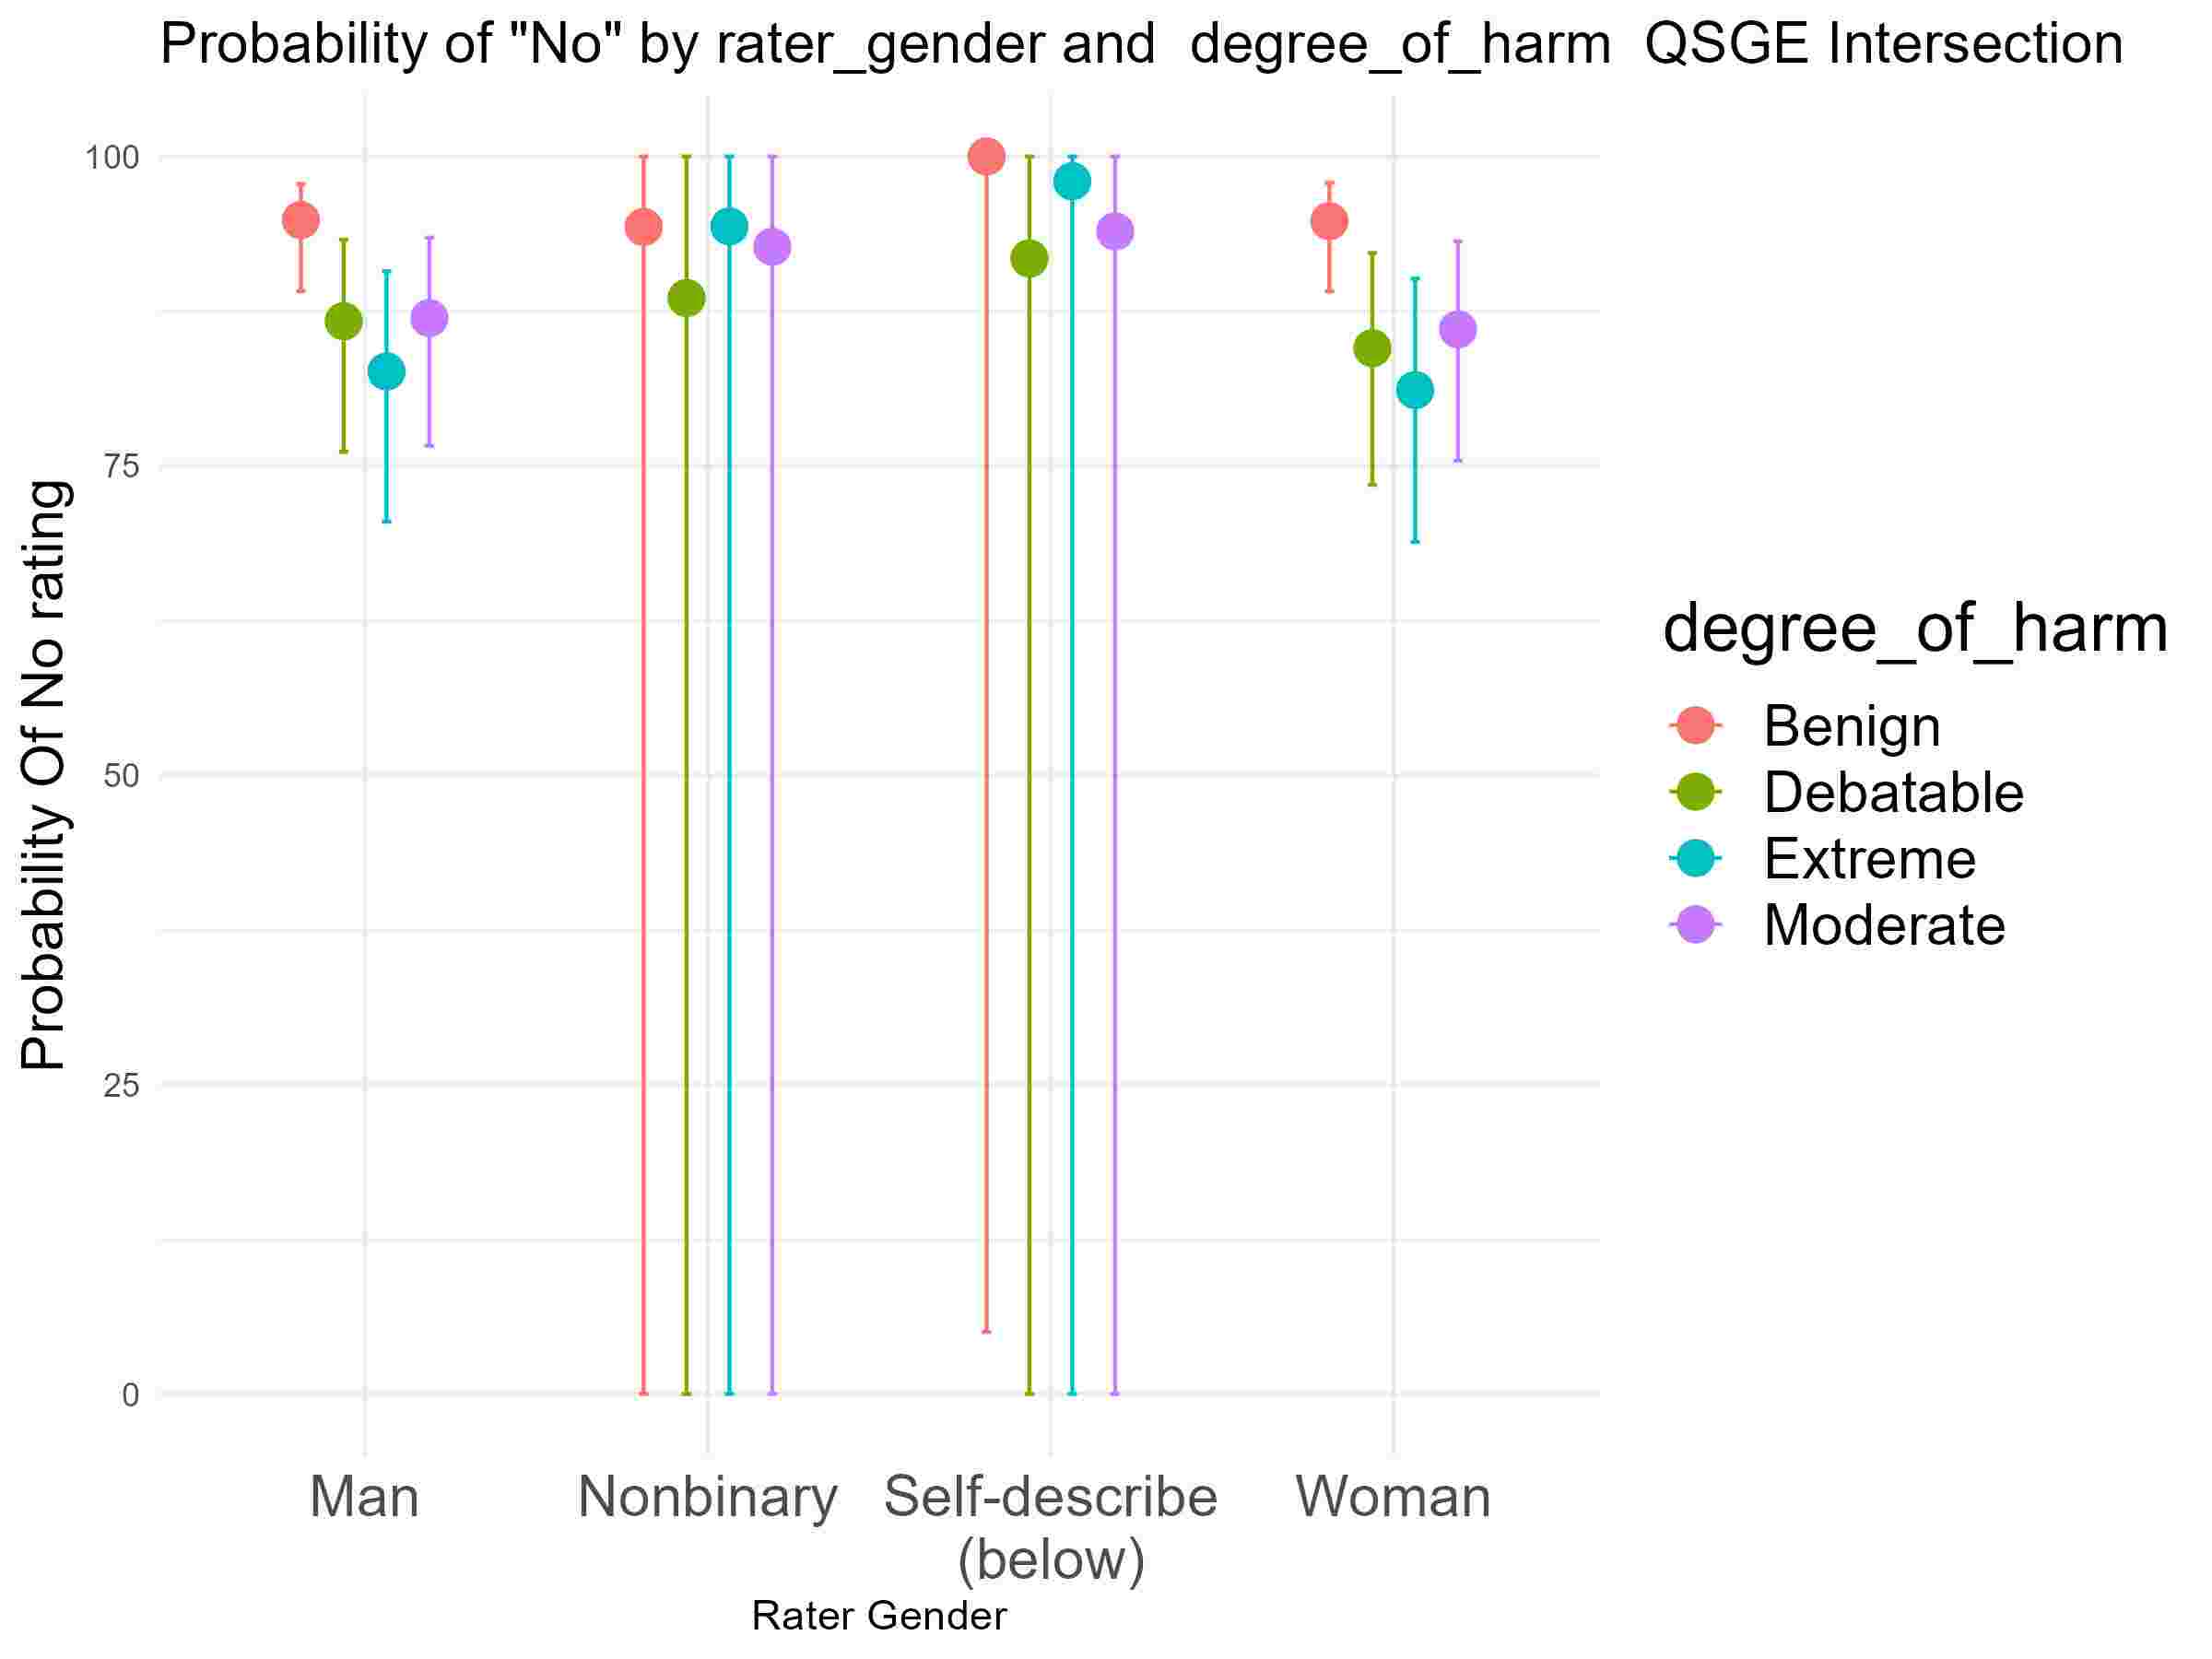 Probability of "No" by rater_gender and  degree_of_harm  QSGE Intersection
Probability Of No rating
100
75
50
25
0
Man
Nonbinary
Self-describe
(below)
Woman
Rater Gender
degree_of_harm
Benign
Debatable
Extreme
Moderate